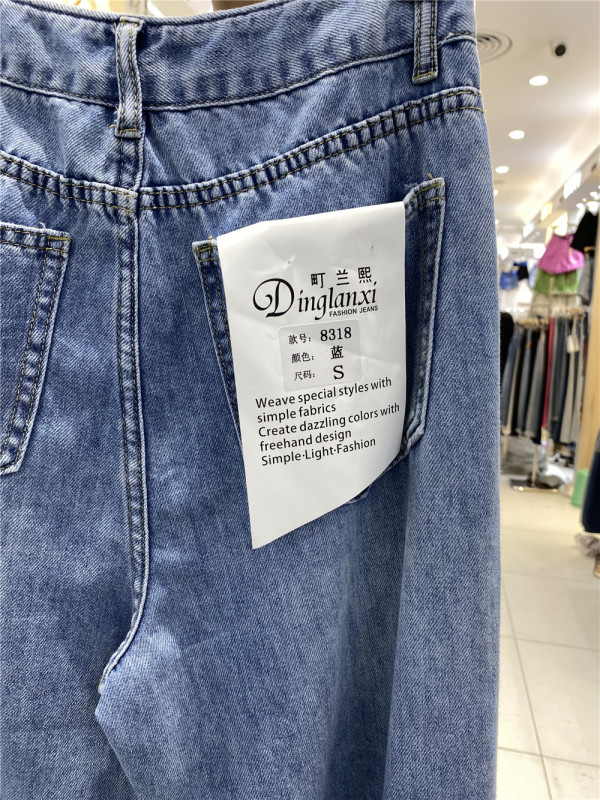 町兰熙
Dinglanxi
FASHION JEANS
款号: 8318
颜色: 蓝
尺码: S
Weave special styles with
simple fabrics
Create dazzling colors with
freehand design
Simple·Light·Fashion